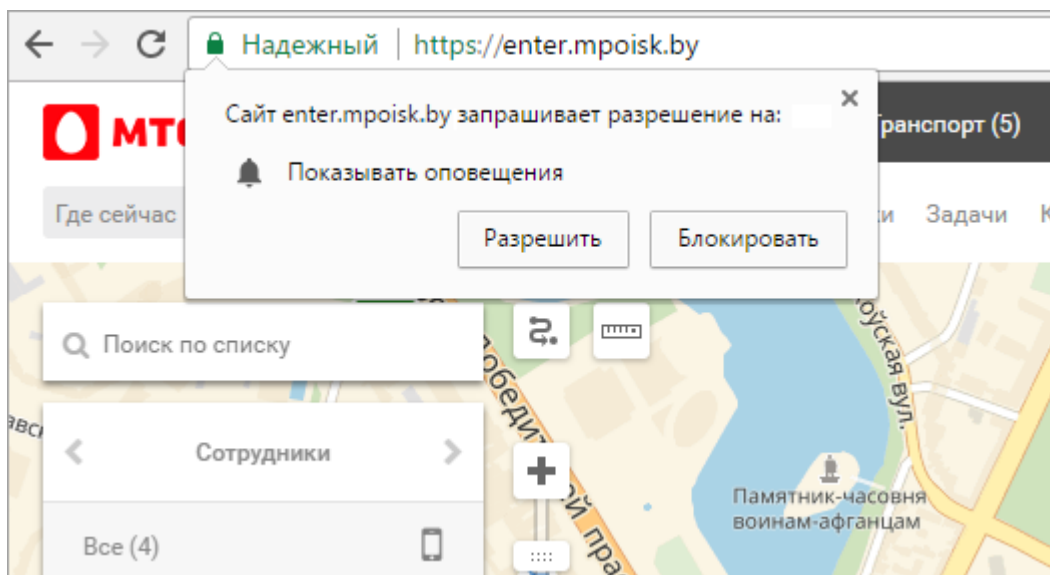 Надежный | https://enter.mpoisk.by
Сайт enter.mpoisk.by запрашивает разрешение на:
Показывать оповещения
Разрешить Блокировать
мтс
Транспорт (5)
Где сейчас
Задачи
Поиск по списку
Сотрудники
Все (4)
Памятник-часовня
воинам-афганцам
вул.